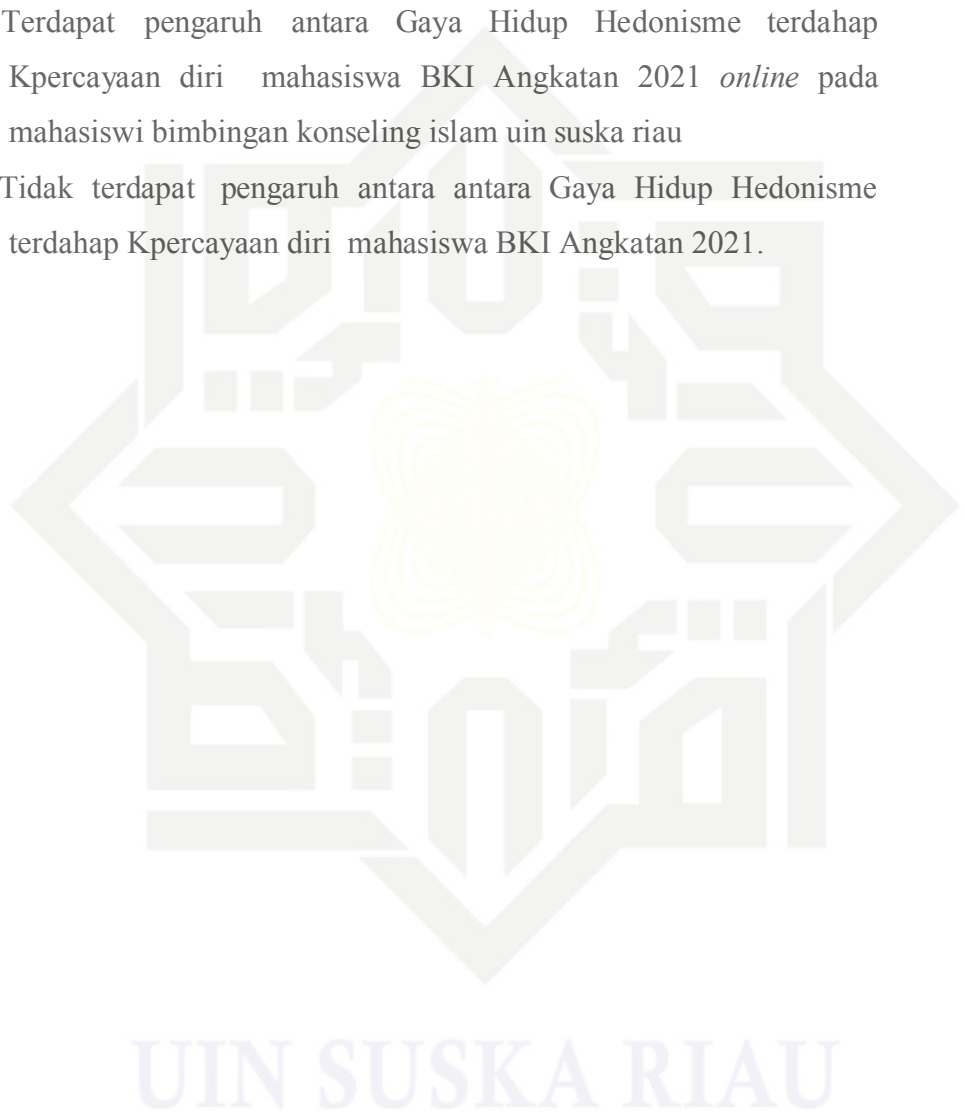 Terdapat pengaruh antara Gaya Hidup Hedonisme terdahap
Kpercayaan diri mahasiswa BKI Angkatan 2021 online pada
mahasiswi bimbingan konseling islam uin suska riau
Tidak terdapat pengaruh antara antara Gaya Hidup Hedonisme
terdahap Kpercayaan diri mahasiswa BKI Angkatan 2021.
UIN SUSKA RIAU